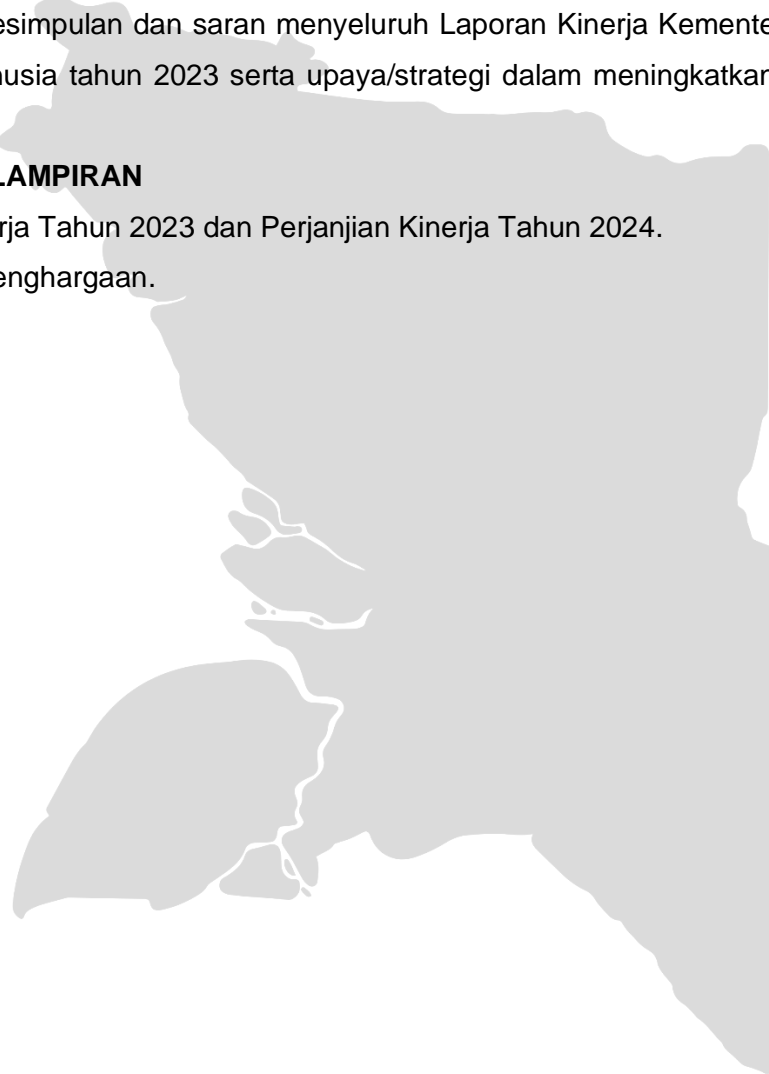 esimpulan dan saran menyeluruh Laporan Kinerja Kemente
nusia tahun 2023 serta upaya/strategi dalam meningkatkan
LAMPIRAN
rja Tahun 2023 dan Perjanjian Kinerja Tahun 2024.
enghargaan.